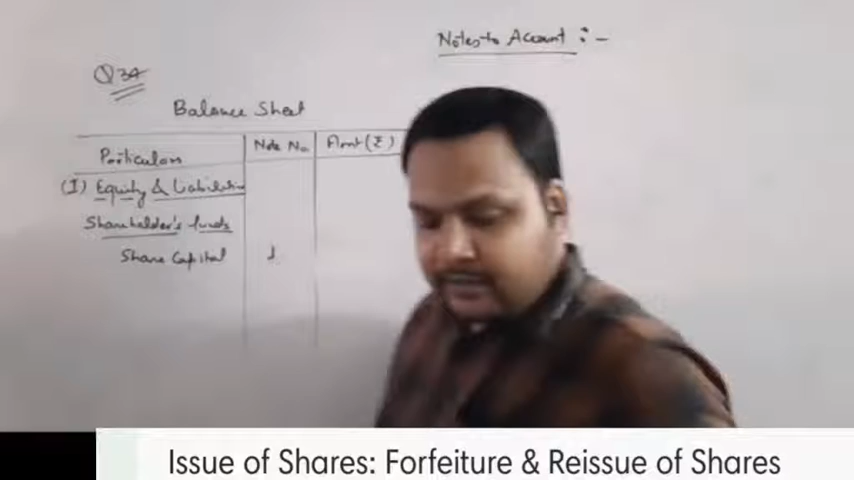 Notes to Account :-
Q 34
Balance Sheet
Particulars Note No. Amt (₹)
(I) Equity & Liabilities
Shareholder's funds
Share Capital 1
Issue of Shares: Forfeiture & Reissue of Shares